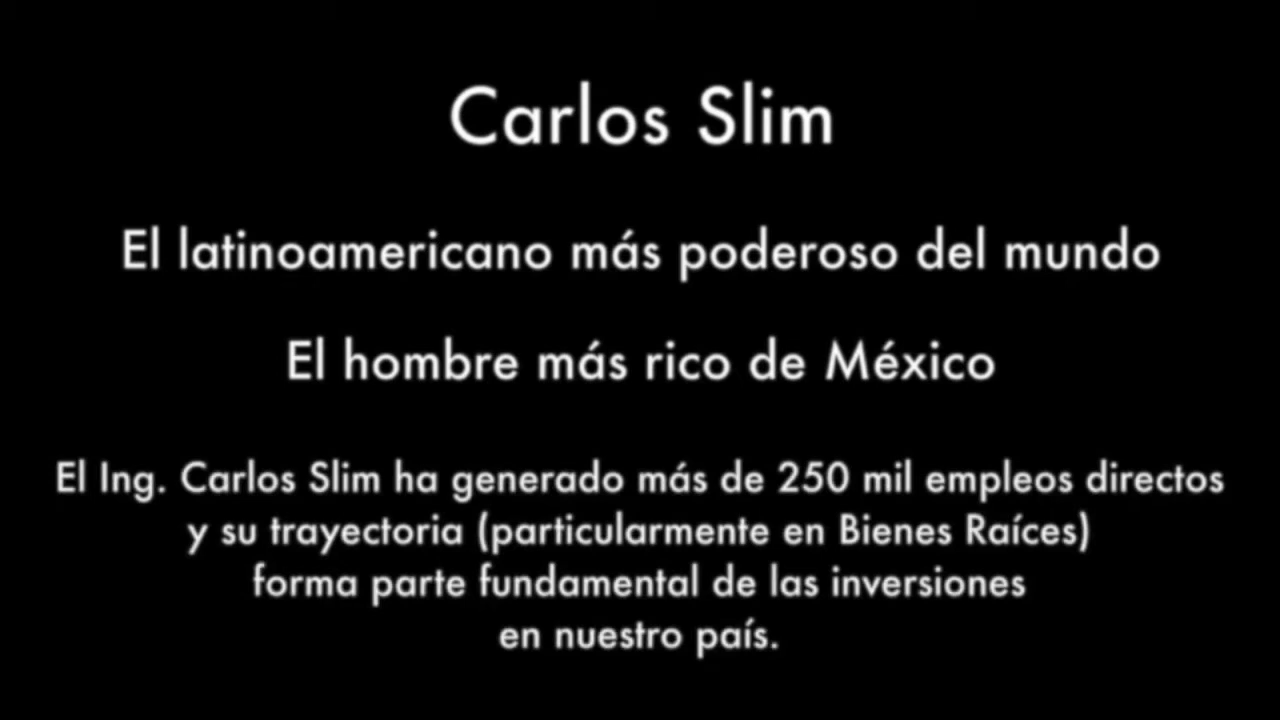 Carlos Slim
El latinoamericano más poderoso del mundo
El hombre más rico de México
El Ing. Carlos Slim ha generado más de 250 mil empleos directos
y su trayectoria (particularmente en Bienes Raíces)
forma parte fundamental de las inversiones
en nuestro país.